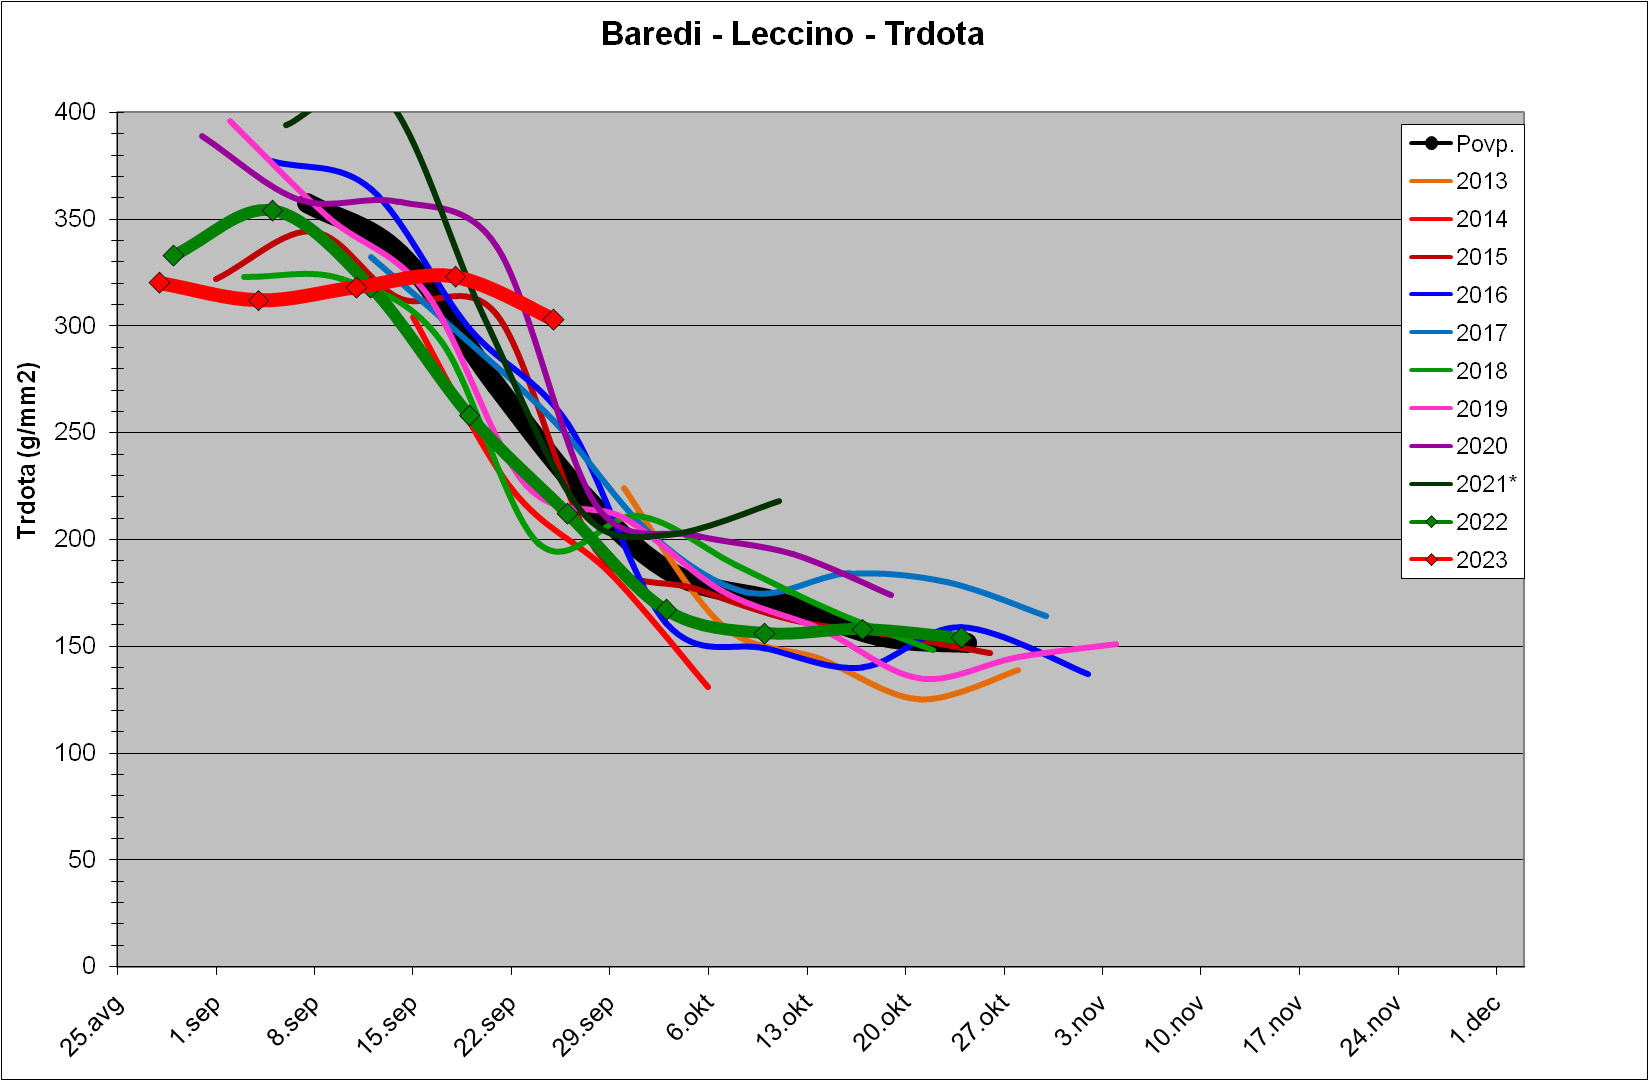 Baredi - Leccino - Trdota
Trdota (g/mm2)
400
350
300
250
200
150
100
50
0
25.avg
1.sep
8.sep
15.sep
22.sep
29.sep
6.okt
13.okt
20.okt
27.okt
3.nov
10.nov
17.nov
24.nov
1.dec
Povp.
2013
2014
2015
2016
2017
2018
2019
2020
2021*
2022
2023